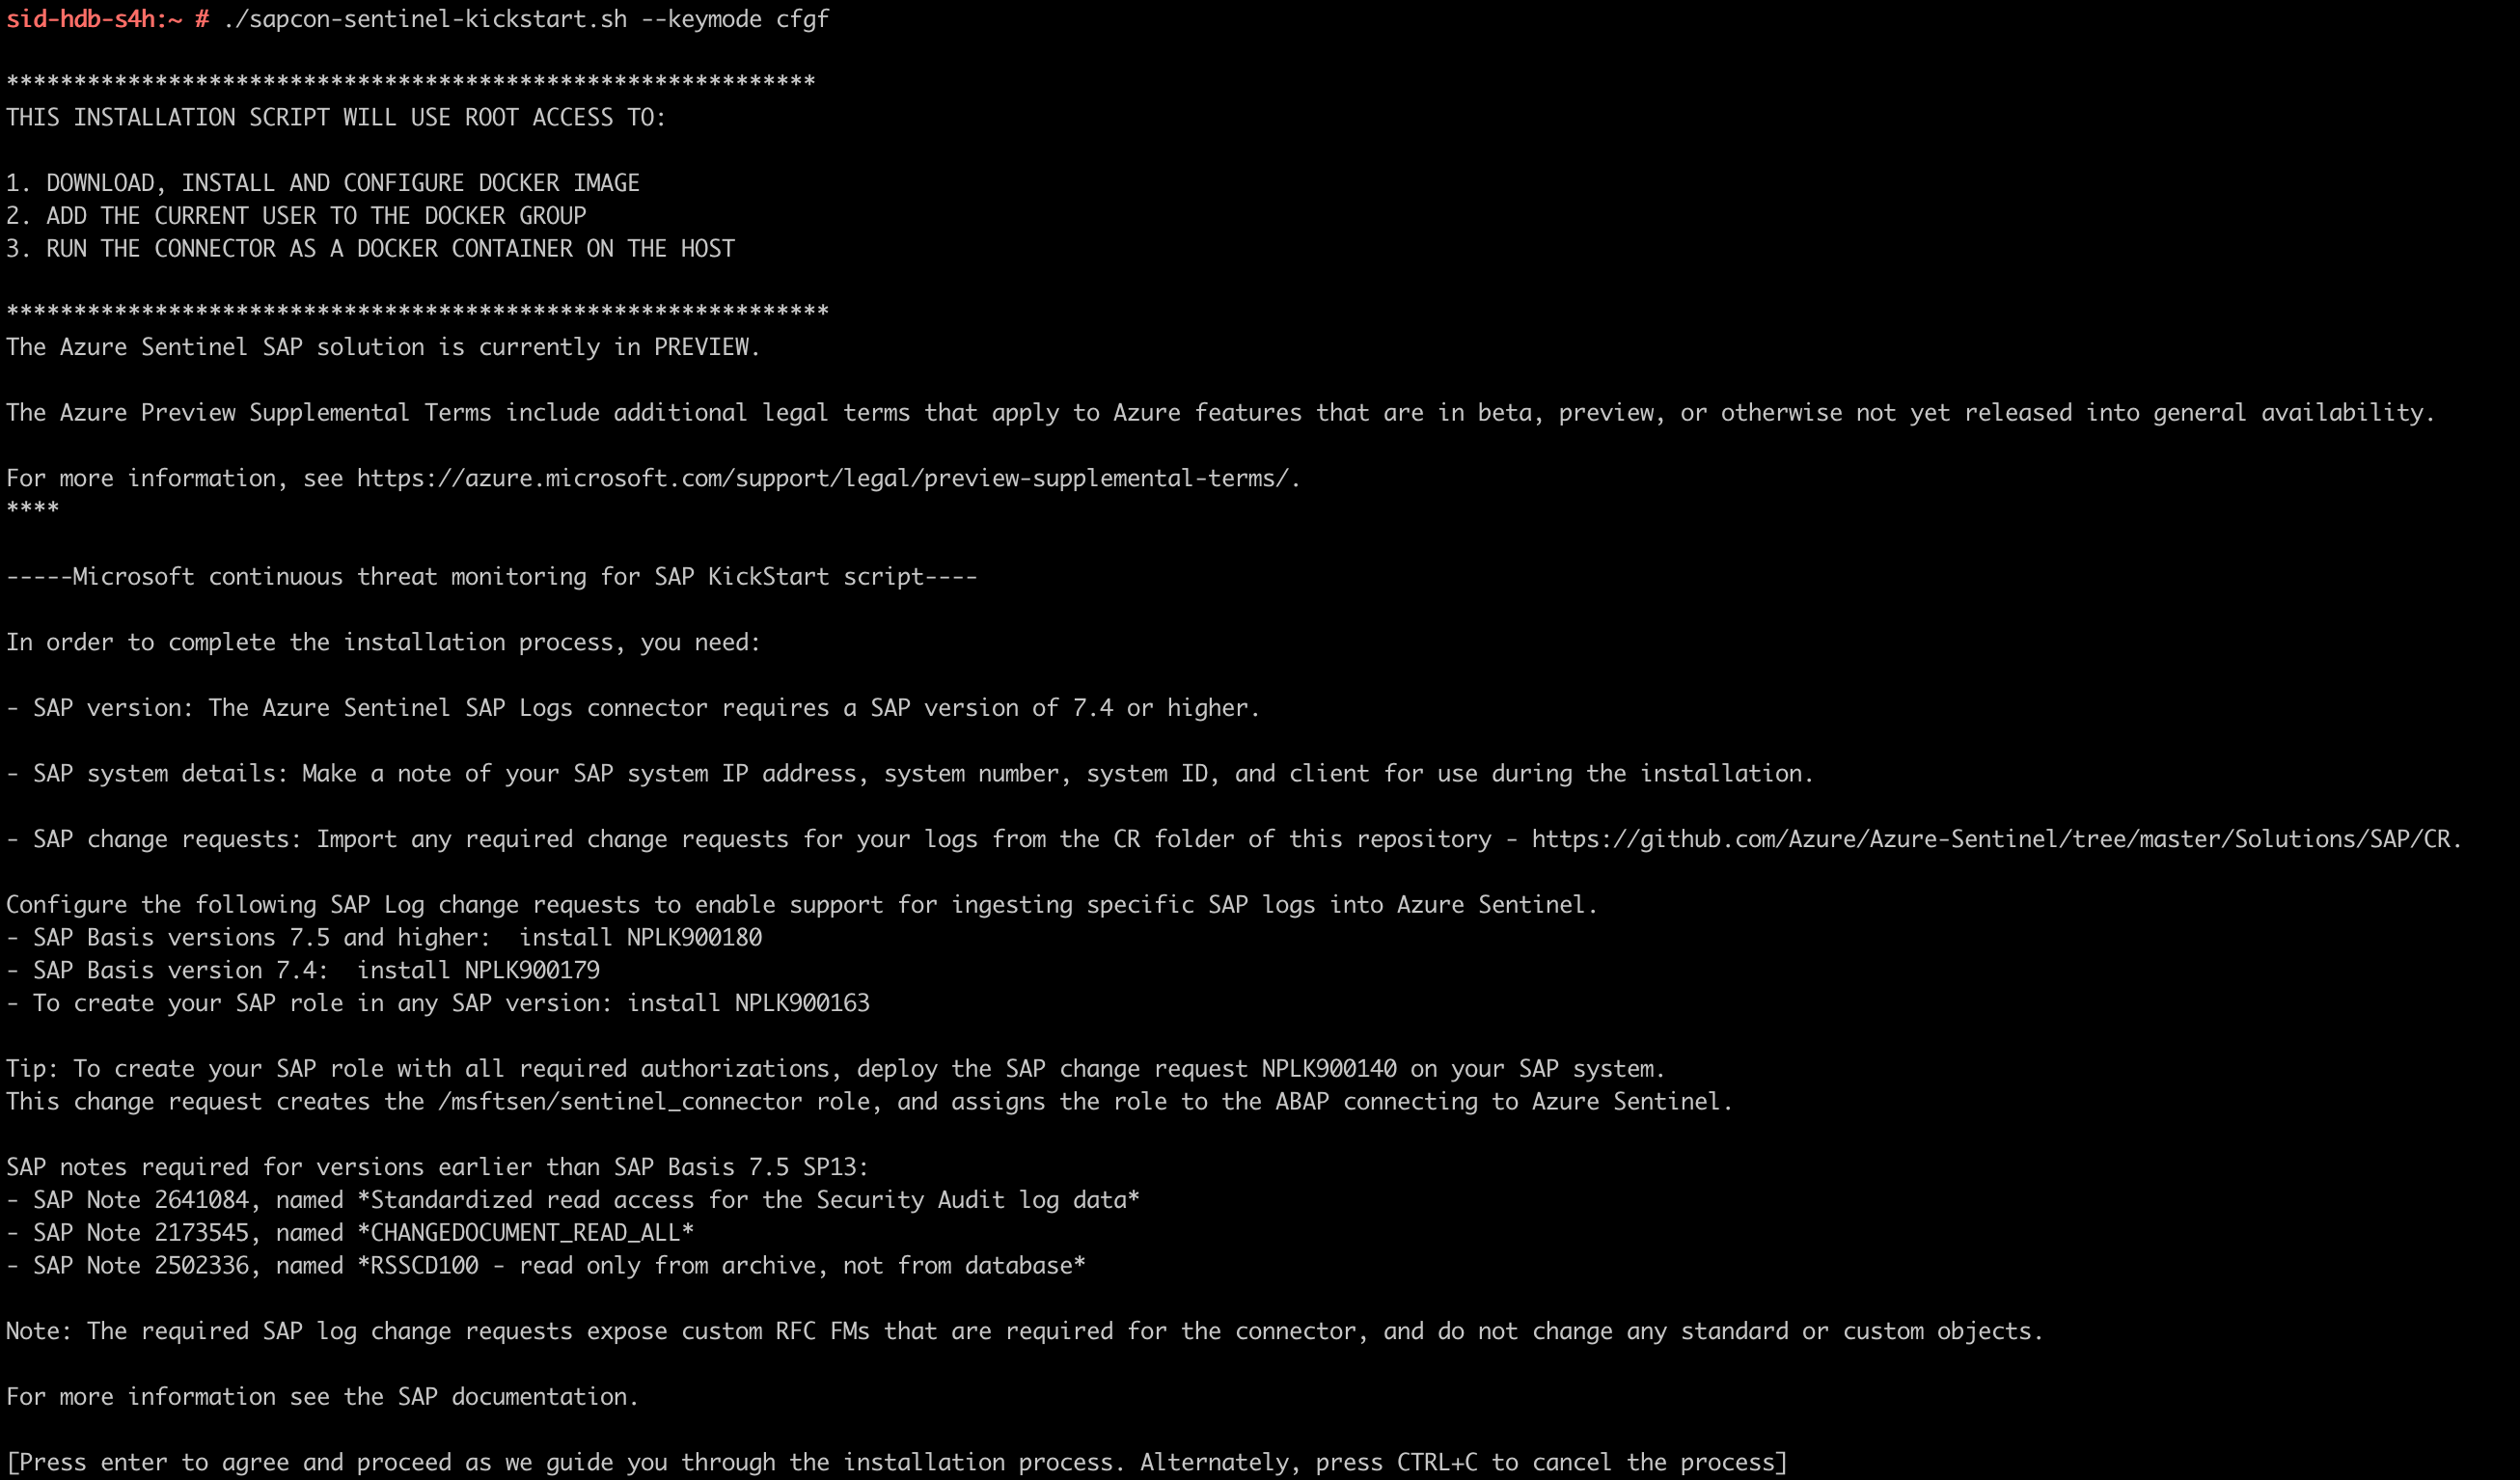 sid-hdb-s4h:~ # ./sapcon-sentinel-kickstart.sh --keymode cfgf
************************************************************
THIS INSTALLATION SCRIPT WILL USE ROOT ACCESS TO:
1. DOWNLOAD, INSTALL AND CONFIGURE DOCKER IMAGE
2. ADD THE CURRENT USER TO THE DOCKER GROUP
3. RUN THE CONNECTOR AS A DOCKER CONTAINER ON THE HOST
*************************************************************
The Azure Sentinel SAP solution is currently in PREVIEW.
The Azure Preview Supplemental Terms include additional legal terms that apply to Azure features that are in beta, preview, or otherwise not yet released into general availability.
For more information, see https://azure.microsoft.com/support/legal/preview-supplemental-terms/.
****
-----Microsoft continuous threat monitoring for SAP KickStart script----
In order to complete the installation process, you need:
- SAP version: The Azure Sentinel SAP Logs connector requires a SAP version of 7.4 or higher.
- SAP system details: Make a note of your SAP system IP address, system number, system ID, and client for use during the installation.
- SAP change requests: Import any required change requests for your logs from the CR folder of this repository - https://github.com/Azure/Azure-Sentinel/tree/master/Solutions/SAP/CR.
Configure the following SAP Log change requests to enable support for ingesting specific SAP logs into Azure Sentinel.
- SAP Basis versions 7.5 and higher:  install NPLK900180
- SAP Basis version 7.4:  install NPLK900179
- To create your SAP role in any SAP version: install NPLK900163
Tip: To create your SAP role with all required authorizations, deploy the SAP change request NPLK900140 on your SAP system.
This change request creates the /msftsen/sentinel_connector role, and assigns the role to the ABAP connecting to Azure Sentinel.
SAP notes required for versions earlier than SAP Basis 7.5 SP13:
- SAP Note 2641084, named *Standardized read access for the Security Audit log data*
- SAP Note 2173545, named *CHANGEDOCUMENT_READ_ALL*
- SAP Note 2502336, named *RSSCD100 - read only from archive, not from database*
Note: The required SAP log change requests expose custom RFC FMs that are required for the connector, and do not change any standard or custom objects.
For more information see the SAP documentation.
[Press enter to agree and proceed as we guide you through the installation process. Alternately, press CTRL+C to cancel the process]